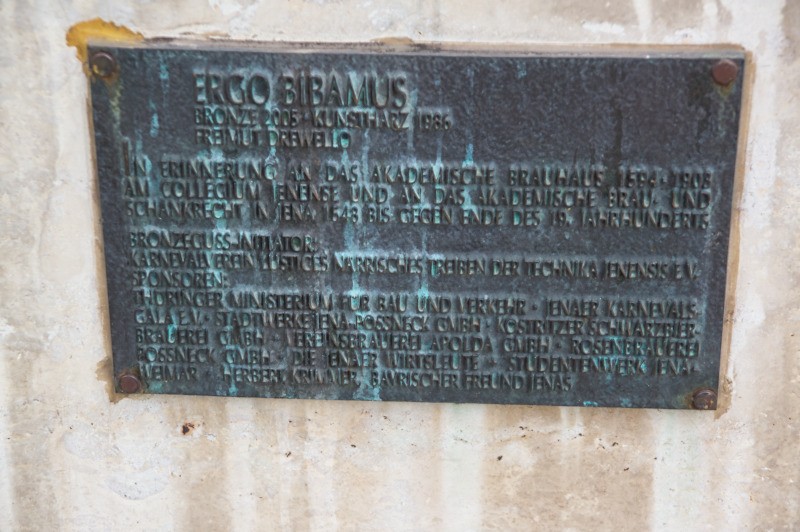 ERGO BIBAMUS
BRONZE 2005 · KUNSTHARZ 1986
FREIMUT DREWELLO
IN ERINNERUNG AN DAS AKADEMISCHE BRAUHAUS 1594 · 1903
AM COLLEGIUM JENENSE UND AN DAS AKADEMISCHE BRAU- UND
SCHANKRECHT IN JENA 1548 BIS GEGEN ENDE DES 19. JAHRHUNDERTS
BRONZEGUSS-INITIATOR:
KARNEVALVEREIN LUSTIGES NÄRRISCHES TREIBEN DER TECHNIKA JENENSIS E.V.
SPONSOREN:
THÜRINGER MINISTERIUM FÜR BAU UND VERKEHR · JENAER KARNEVALS-
GALA E.V. · STADTWERKE JENA-PÖSSNECK GMBH · KÖSTRITZER SCHWARZBIER-
BRAUEREI GMBH · VEREINSBRAUEREI APOLDA GMBH · ROSENBRAUEREI
PÖSSNECK GMBH · DIE JENAER WIRTSLEUTE · STUDENTENWERK JENA-
WEIMAR · HERBERT KRIMMER, BAYRISCHER FREUND JENAS